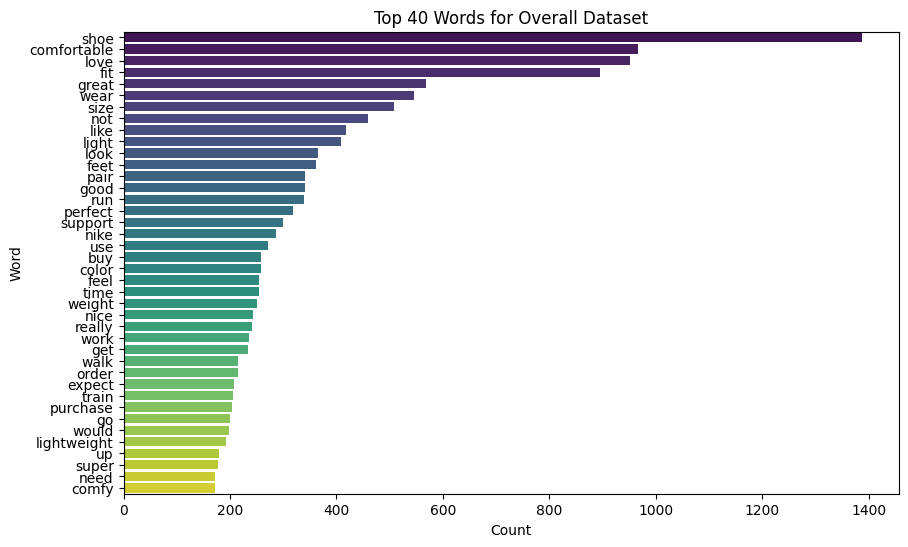 Top 40 Words for Overall Dataset
Word
shoe
comfortable
love
fit
great
wear
size
not
like
light
look
feet
pair
good
run
perfect
support
nike
use
buy
color
feel
time
weight
nice
really
work
get
walk
order
expect
train
purchase
go
would
lightweight
up
super
need
comfy
0 200 400 600 800 1000 1200 1400
Count